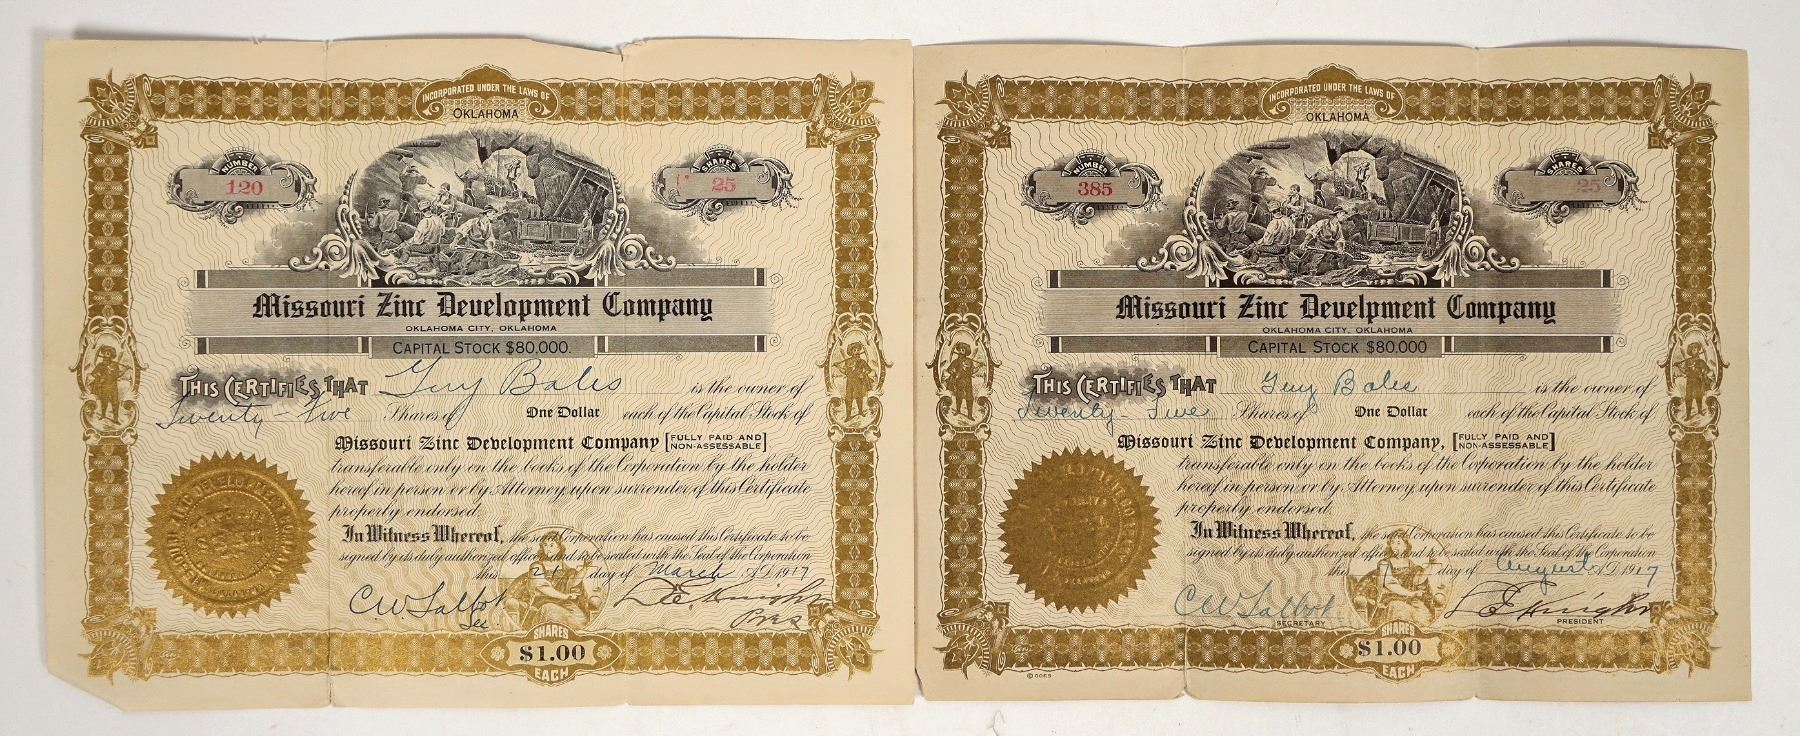 INCORPORATED UNDER THE LAWS OF
OKLAHOMA
NUMBER
120
SHARES
25
Missouri Zinc Development Company
OKLAHOMA CITY, OKLAHOMA
CAPITAL STOCK $80,000.
THIS CERTIFIES THAT Guy Bales is the owner of
Twenty-five Shares of One Dollar each of the Capital Stock of
Missouri Zinc Development Company [FULLY PAID AND NON-ASSESSABLE]
transferable only on the books of the Corporation by the holder
hereof in person or by Attorney upon surrender of this Certificate
properly endorsed.
In Witness Whereof, the said Corporation has caused this Certificate to be
signed by its duly authorized officers and to be sealed with the Seal of the Corporation
this 21 day of March A.D. 1917
CW Talbot L E Knight
Sec Pres
SHARES
$1.00
EACH
INCORPORATED UNDER THE LAWS OF
OKLAHOMA
NUMBER
385
SHARES
25
Missouri Zinc Develpment Company
OKLAHOMA CITY, OKLAHOMA
CAPITAL STOCK $80,000
THIS CERTIFIES THAT Guy Bales is the owner of
Twenty-five Shares of One Dollar each of the Capital Stock of
Missouri Zinc Development Company, [FULLY PAID AND NON-ASSESSABLE]
transferable only on the books of the Corporation by the holder
hereof in person or by Attorney upon surrender of this Certificate
properly endorsed.
In Witness Whereof, the said Corporation has caused this Certificate to be
signed by its duly authorized officers and to be sealed with the Seal of the Corporation
this day of August A.D. 1917
CW Talbot L E Knight
SECRETARY PRESIDENT
SHARES
$1.00
EACH
© GOES